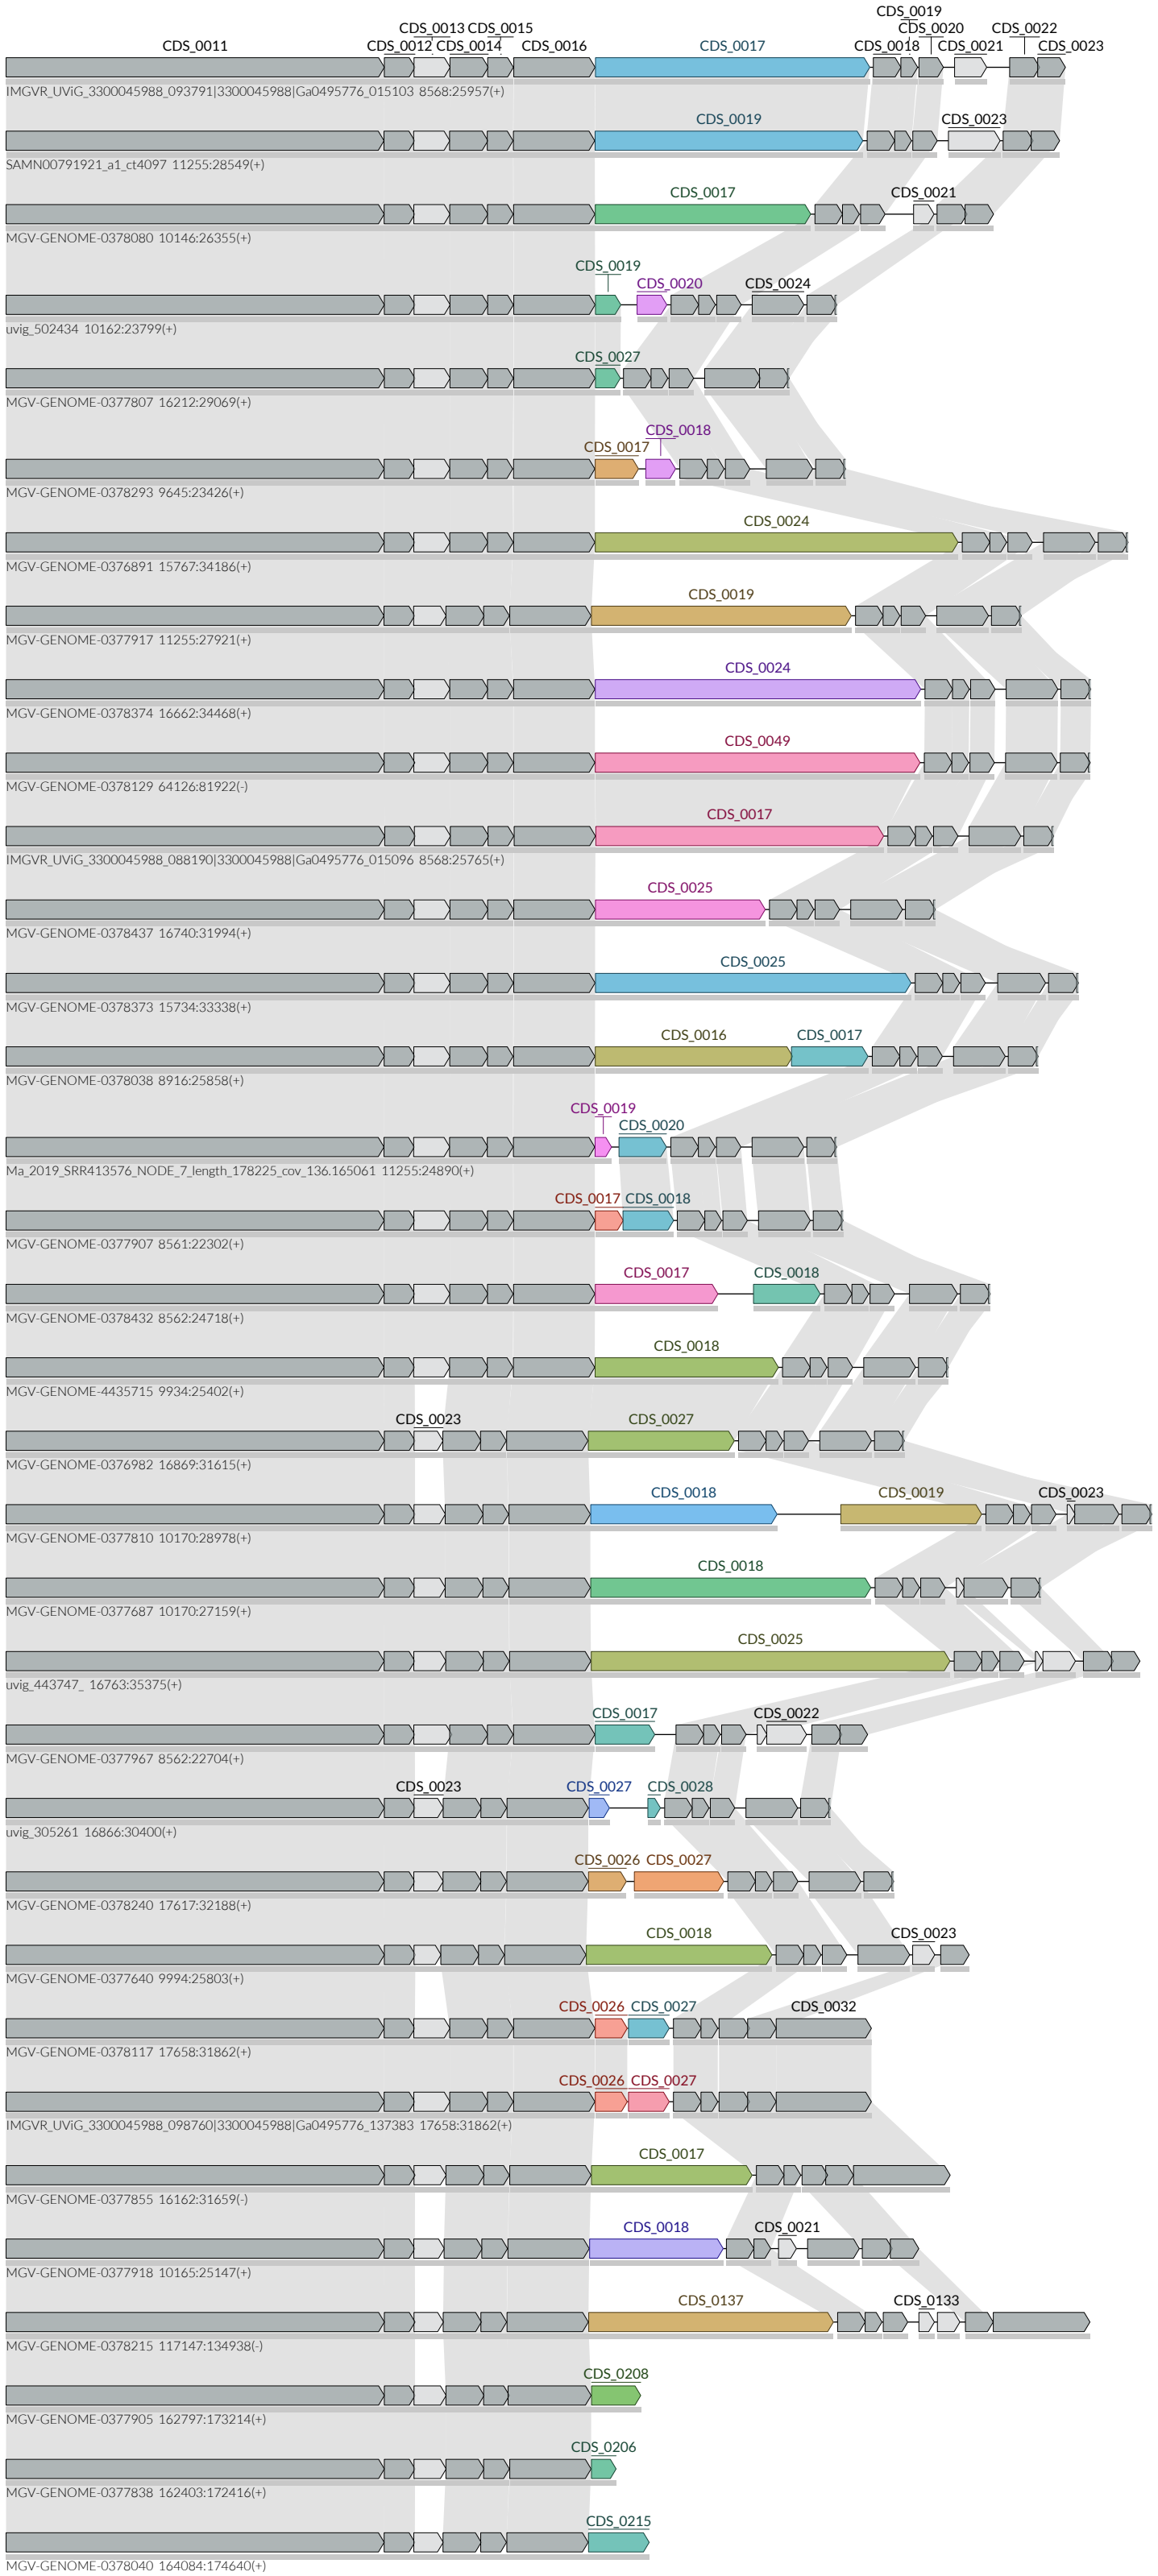 CDS_0019
CDS_0013 CDS_0015 CDS_0020 CDS_0022
CDS_0011 CDS_0012 CDS_0014 CDS_0016 CDS_0017 CDS_0018 CDS_0021 CDS_0023
IMGVR_UViG_3300045988_093791|3300045988|Ga0495776_015103 8568:25957(+)
CDS_0019 CDS_0023
SAMN00791921_a1_ct4097 11255:28549(+)
CDS_0017 CDS_0021
MGV-GENOME-0378080 10146:26355(+)
CDS_0019
CDS_0020 CDS_0024
uvig_502434 10162:23799(+)
CDS_0027
MGV-GENOME-0377807 16212:29069(+)
CDS_0018
CDS_0017
MGV-GENOME-0378293 9645:23426(+)
CDS_0024
MGV-GENOME-0376891 15767:34186(+)
CDS_0019
MGV-GENOME-0377917 11255:27921(+)
CDS_0024
MGV-GENOME-0378374 16662:34468(+)
CDS_0049
MGV-GENOME-0378129 64126:81922(-)
CDS_0017
IMGVR_UViG_3300045988_088190|3300045988|Ga0495776_015096 8568:25765(+)
CDS_0025
MGV-GENOME-0378437 16740:31994(+)
CDS_0025
MGV-GENOME-0378373 15734:33338(+)
CDS_0016 CDS_0017
MGV-GENOME-0378038 8916:25858(+)
CDS_0019
CDS_0020
Ma_2019_SRR413576_NODE_7_length_178225_cov_136.165061 11255:24890(+)
CDS_0017 CDS_0018
MGV-GENOME-0377907 8561:22302(+)
CDS_0017 CDS_0018
MGV-GENOME-0378432 8562:24718(+)
CDS_0018
MGV-GENOME-4435715 9934:25402(+)
CDS_0023 CDS_0027
MGV-GENOME-0376982 16869:31615(+)
CDS_0018 CDS_0019 CDS_0023
MGV-GENOME-0377810 10170:28978(+)
CDS_0018
MGV-GENOME-0377687 10170:27159(+)
CDS_0025
uvig_443747_ 16763:35375(+)
CDS_0017 CDS_0022
MGV-GENOME-0377967 8562:22704(+)
CDS_0023 CDS_0027 CDS_0028
uvig_305261 16866:30400(+)
CDS_0026 CDS_0027
MGV-GENOME-0378240 17617:32188(+)
CDS_0018 CDS_0023
MGV-GENOME-0377640 9994:25803(+)
CDS_0026 CDS_0027 CDS_0032
MGV-GENOME-0378117 17658:31862(+)
CDS_0026 CDS_0027
IMGVR_UViG_3300045988_098760|3300045988|Ga0495776_137383 17658:31862(+)
CDS_0017
MGV-GENOME-0377855 16162:31659(-)
CDS_0018 CDS_0021
MGV-GENOME-0377918 10165:25147(+)
CDS_0137 CDS_0133
MGV-GENOME-0378215 117147:134938(-)
CDS_0208
MGV-GENOME-0377905 162797:173214(+)
CDS_0206
MGV-GENOME-0377838 162403:172416(+)
CDS_0215
MGV-GENOME-0378040 164084:174640(+)